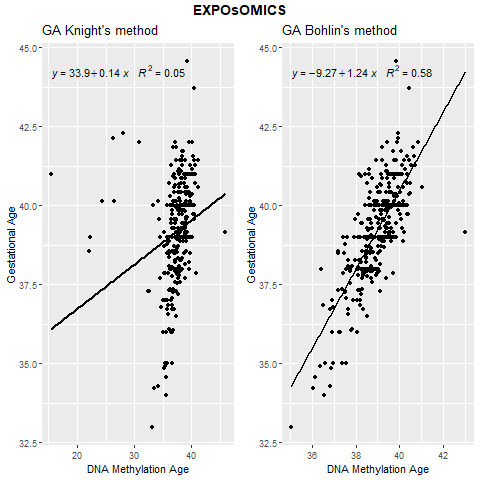 EXPOsOMICS
GA Knight's method
GA Bohlin's method
y = 33.9+0.14 x R² = 0.05
y = −9.27+1.24 x R² = 0.58
Gestational Age
45.0
42.5
40.0
37.5
35.0
32.5
20 30 40
DNA Methylation Age
Gestational Age
45.0
42.5
40.0
37.5
35.0
32.5
36 38 40 42
DNA Methylation Age